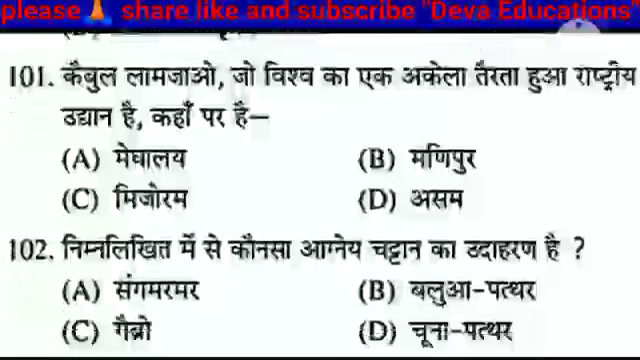 please🙏 share like and subscribe "Deva Educations"
101. कैबुल लामजाओ, जो विश्व का एक अकेला तैरता हुआ राष्ट्रीय
उद्यान है, कहाँ पर है—
(A) मेघालय (B) मणिपुर
(C) मिजोरम (D) असम
102. निम्नलिखित में से कौनसा आग्नेय चट्टान का उदाहरण है ?
(A) संगमरमर (B) बलुआ-पत्थर
(C) गैब्रो (D) चूना-पत्थर